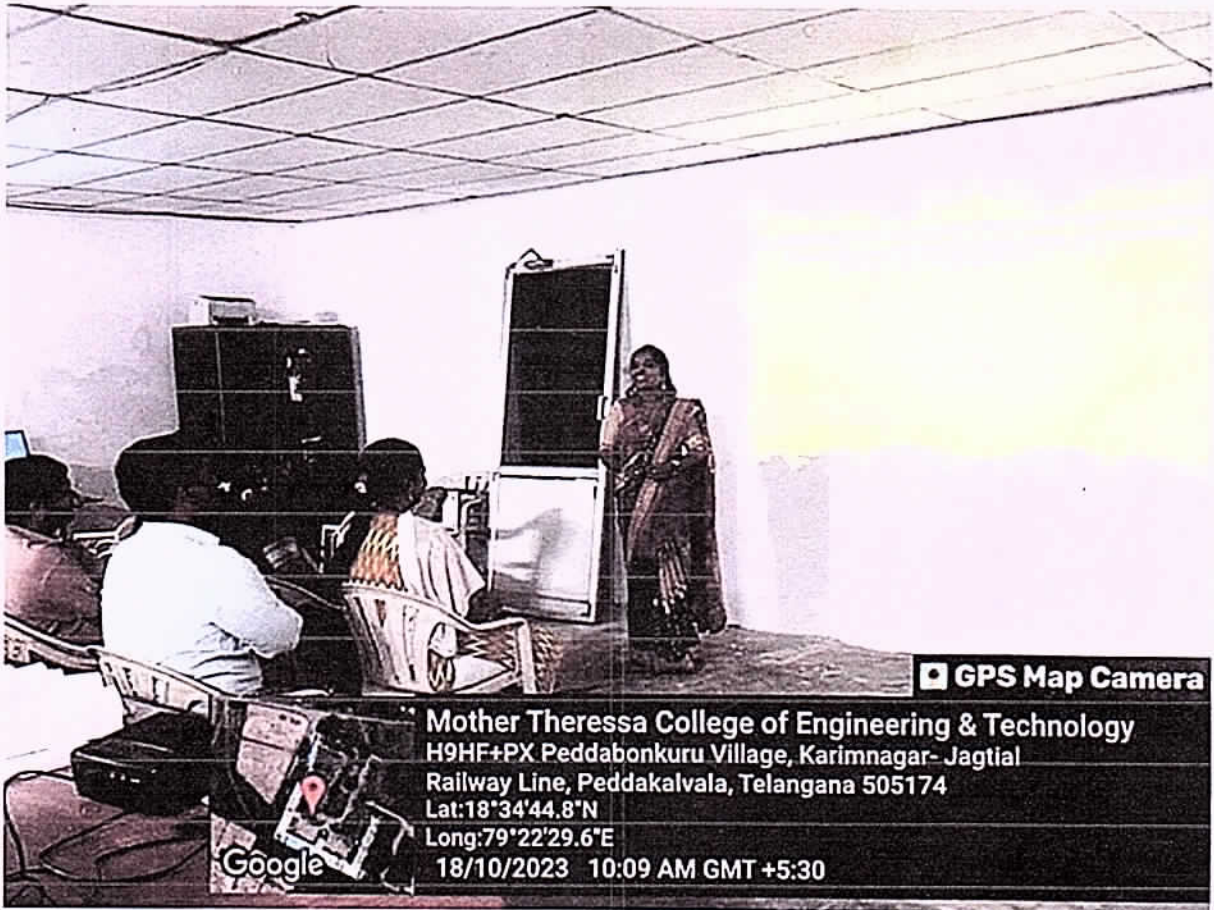 GPS Map Camera
Mother Theressa College of Engineering & Technology
H9HF+PX Peddabonkuru Village, Karimnagar- Jagtial
Railway Line, Peddakalvala, Telangana 505174
Lat:18°34'44.8"N
Long:79°22'29.6"E
18/10/2023 10:09 AM GMT +5:30
Google